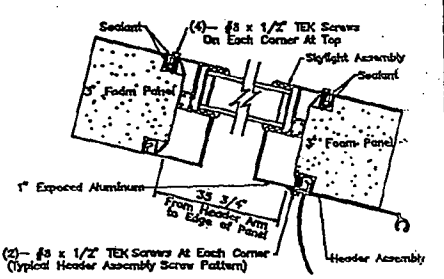 Sealant
(4)- #8 x 1/2" TEK Screws
On Each Corner At Top
Skylight Assembly
Sealant
3" Foam Panel
3" Foam Panel
1" Exposed Aluminum
35 3/4"
From Header Arm
to Edge of Panel
(2)- #8 x 1/2" TEK Screws At Each Corner
(Typical Header Assembly Screw Pattern)
Header Assembly